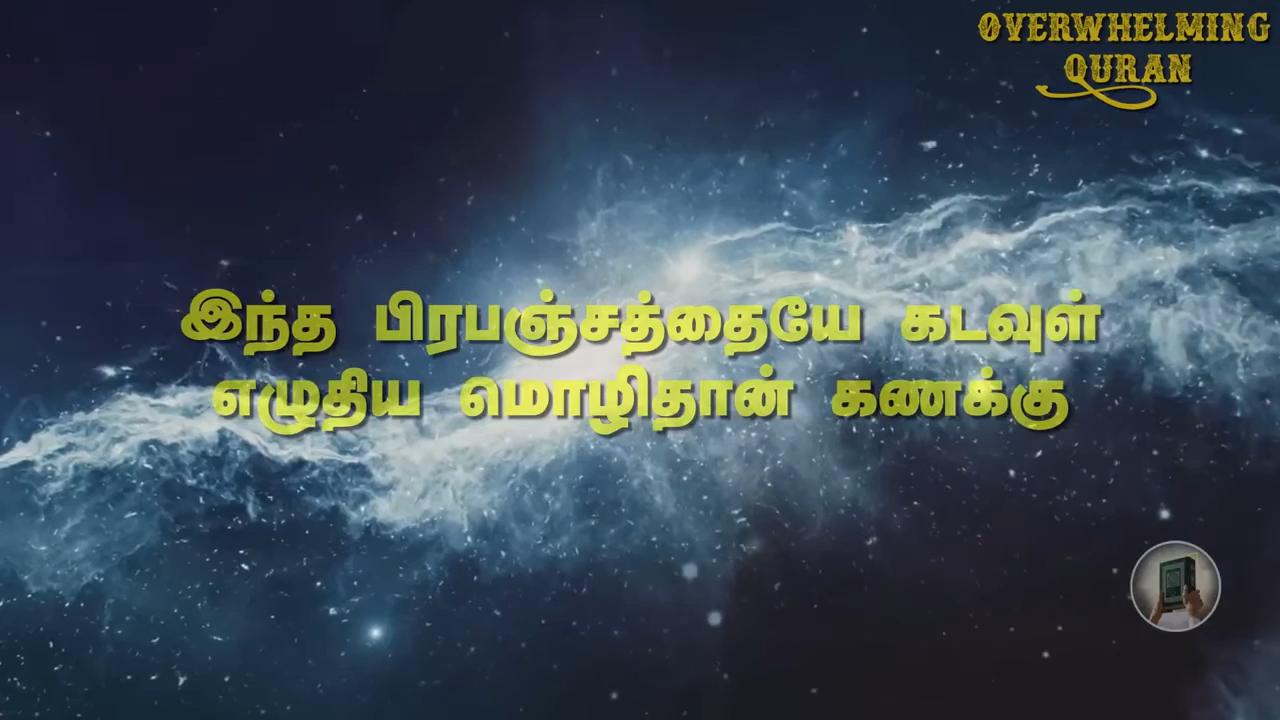 OVERWHELMING
QURAN
இந்த பிரபஞ்சத்தையே கடவுள்
எழுதிய மொழிதான் கணக்கு